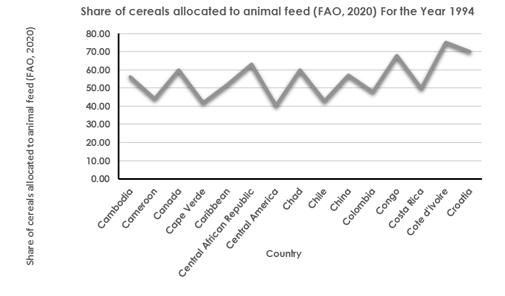 Share of cereals allocated to animal feed (FAO, 2020) For the Year 1994
Share of cereals allocated to animal feed (FAO, 2020)
80.00
70.00
60.00
50.00
40.00
30.00
20.00
10.00
0.00
Cambodia
Cameroon
Canada
Cape Verde
Caribbean
Central African Republic
Central America
Chad
Chile
China
Colombia
Congo
Costa Rica
Cote d'Ivoire
Croatia
Country